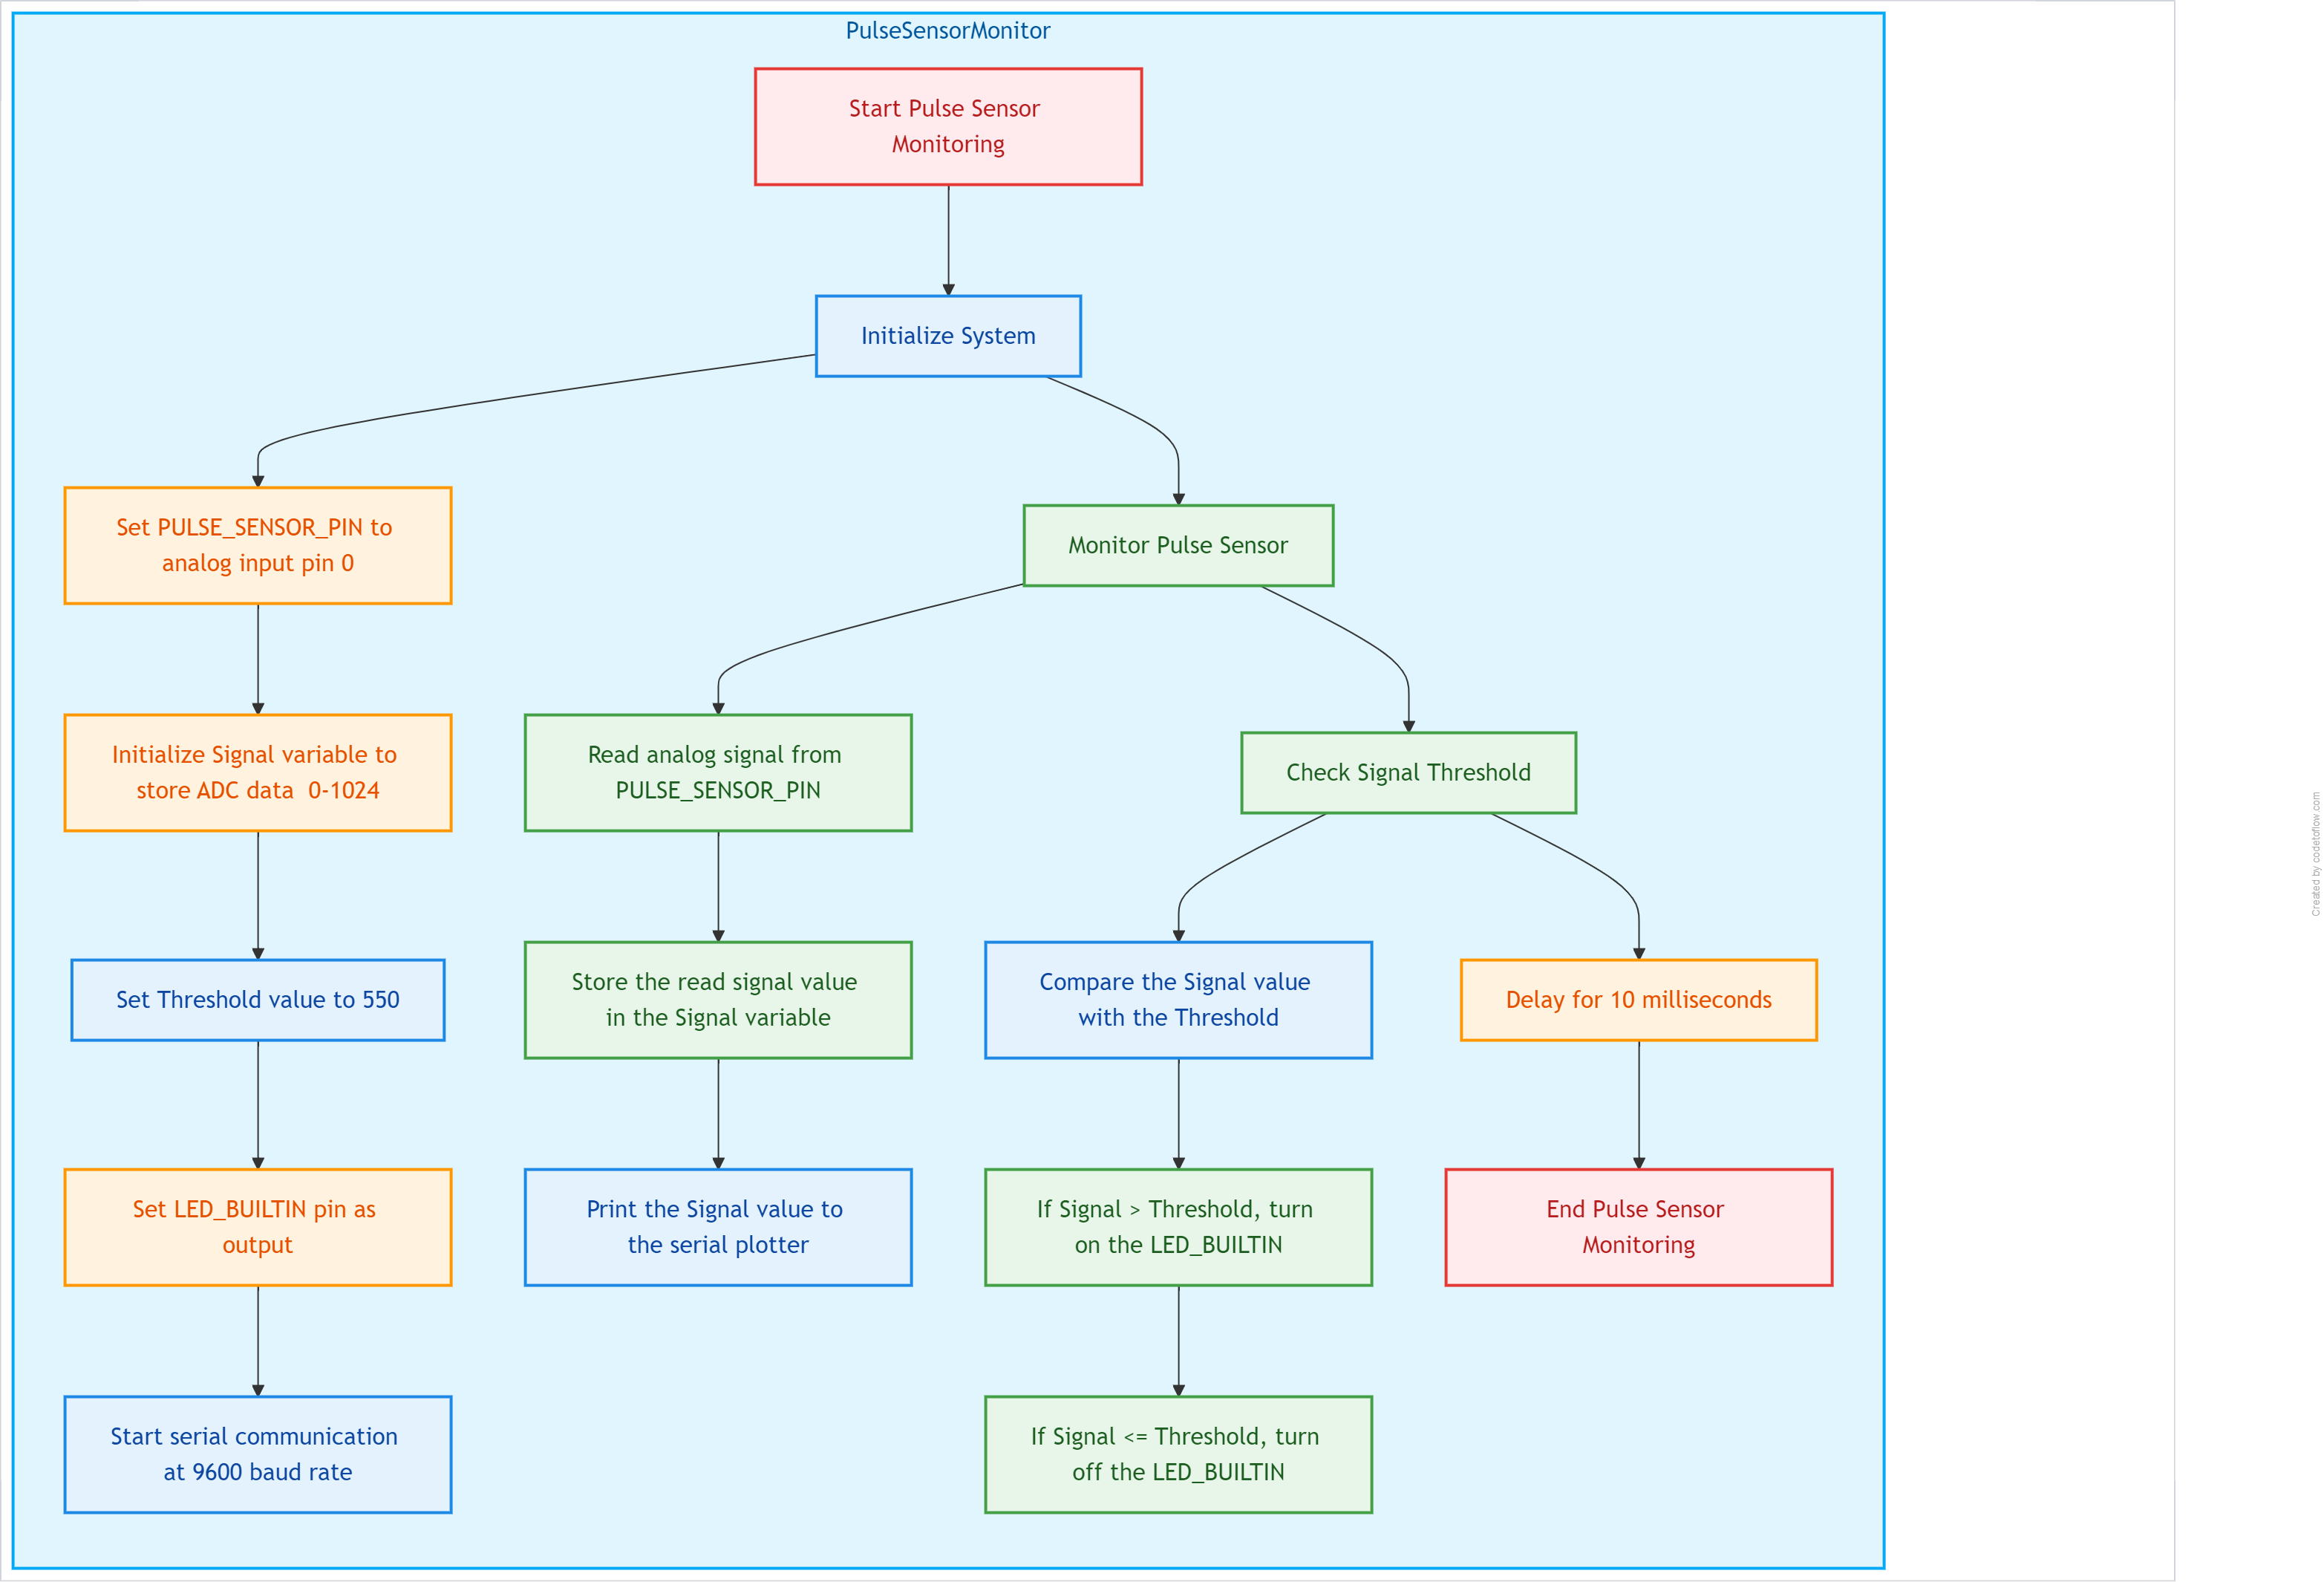 PulseSensorMonitor
Start Pulse Sensor
Monitoring
Initialize System
Set PULSE_SENSOR_PIN to
analog input pin 0
Monitor Pulse Sensor
Initialize Signal variable to
store ADC data  0-1024
Read analog signal from
PULSE_SENSOR_PIN
Check Signal Threshold
Set Threshold value to 550
Store the read signal value
in the Signal variable
Compare the Signal value
with the Threshold
Delay for 10 milliseconds
Set LED_BUILTIN pin as
output
Print the Signal value to
the serial plotter
If Signal > Threshold, turn
on the LED_BUILTIN
End Pulse Sensor
Monitoring
Start serial communication
at 9600 baud rate
If Signal <= Threshold, turn
off the LED_BUILTIN
Created by codetoflow.com